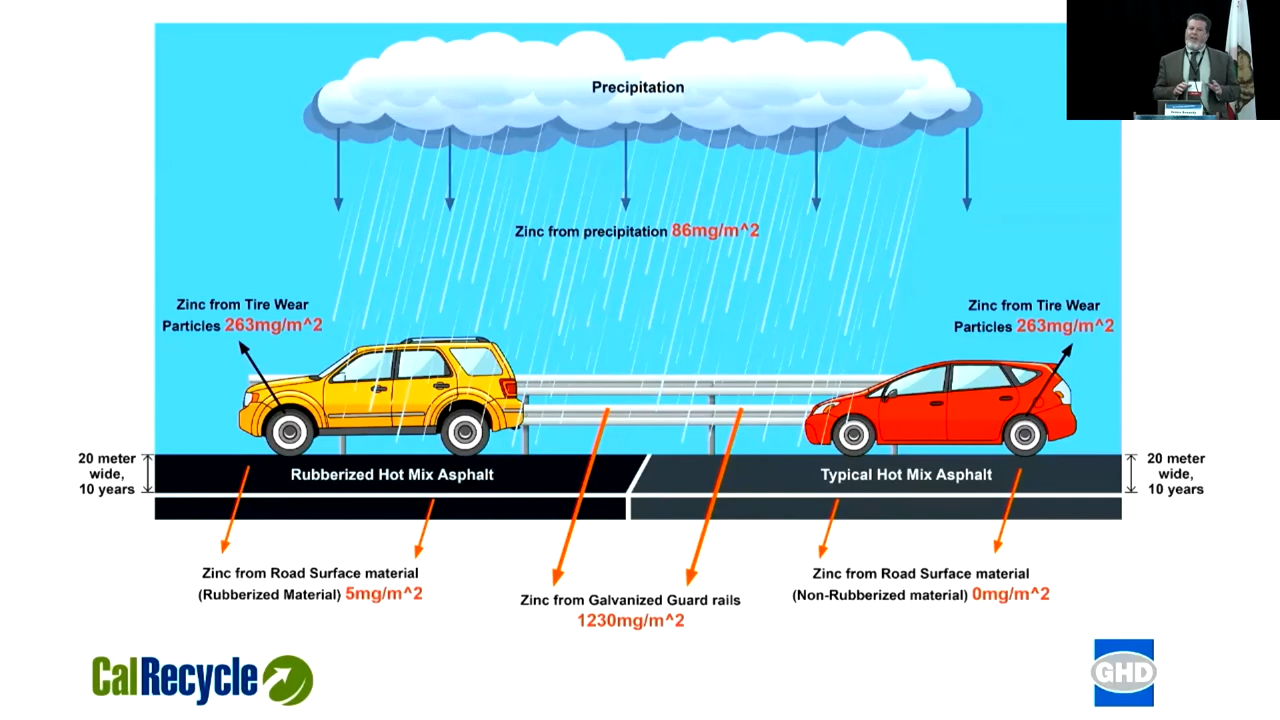 Precipitation
Zinc from precipitation 86mg/m^2
Zinc from Tire Wear
Particles 263mg/m^2
Zinc from Tire Wear
Particles 263mg/m^2
20 meter
wide,
10 years
Rubberized Hot Mix Asphalt
Typical Hot Mix Asphalt
20 meter
wide,
10 years
Zinc from Road Surface material
(Rubberized Material) 5mg/m^2
Zinc from Galvanized Guard rails
1230mg/m^2
Zinc from Road Surface material
(Non-Rubberized material) 0mg/m^2
CalRecycle
GHD